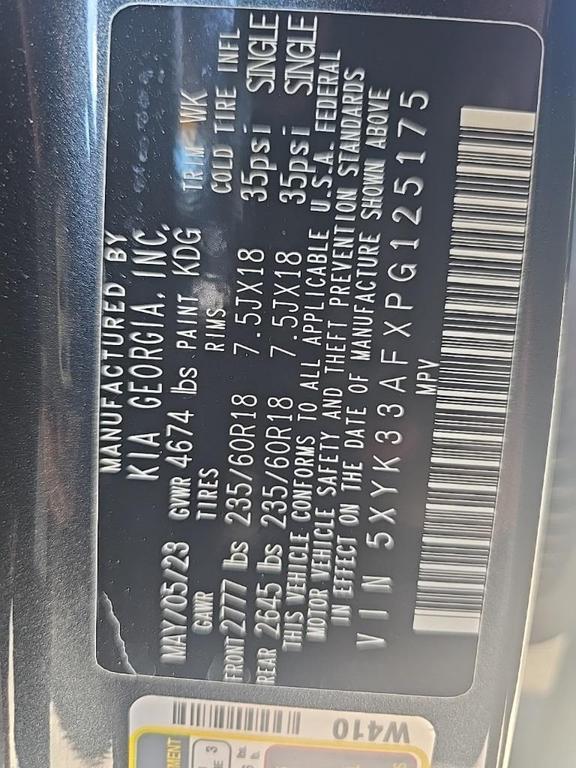 MANUFACTURED BY
KIA GEORGIA, INC.
MAY/05/23 GVWR 4674 lbs PAINT KDG TRIM WK
GAWR TIRES RIMS COLD TIRE INFL
FRONT 2777 lbs 235/60R18 7.5JX18 35psi SINGLE
REAR 2645 lbs 235/60R18 7.5JX18 35psi SINGLE
THIS VEHICLE CONFORMS TO ALL APPLICABLE U.S.A. FEDERAL
MOTOR VEHICLE SAFETY AND THEFT PREVENTION STANDARDS
IN EFFECT ON THE DATE OF MANUFACTURE SHOWN ABOVE
VIN 5XYK33AFXPG125175
MPV
W410
3